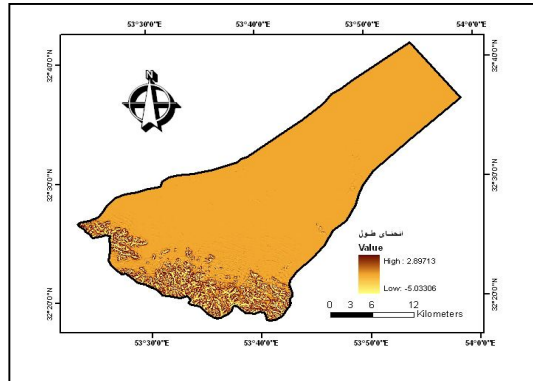 53°30'0"E 53°40'0"E 53°50'0"E 54°0'0"E
32°40'0"N 32°40'0"N
N
32°30'0"N 32°30'0"N
انحنای طول
Value
High : 2.89713
Low: -5.03306
32°20'0"N 32°20'0"N
0 3 6 12
Kilometers
53°30'0"E 53°40'0"E 53°50'0"E 54°0'0"E